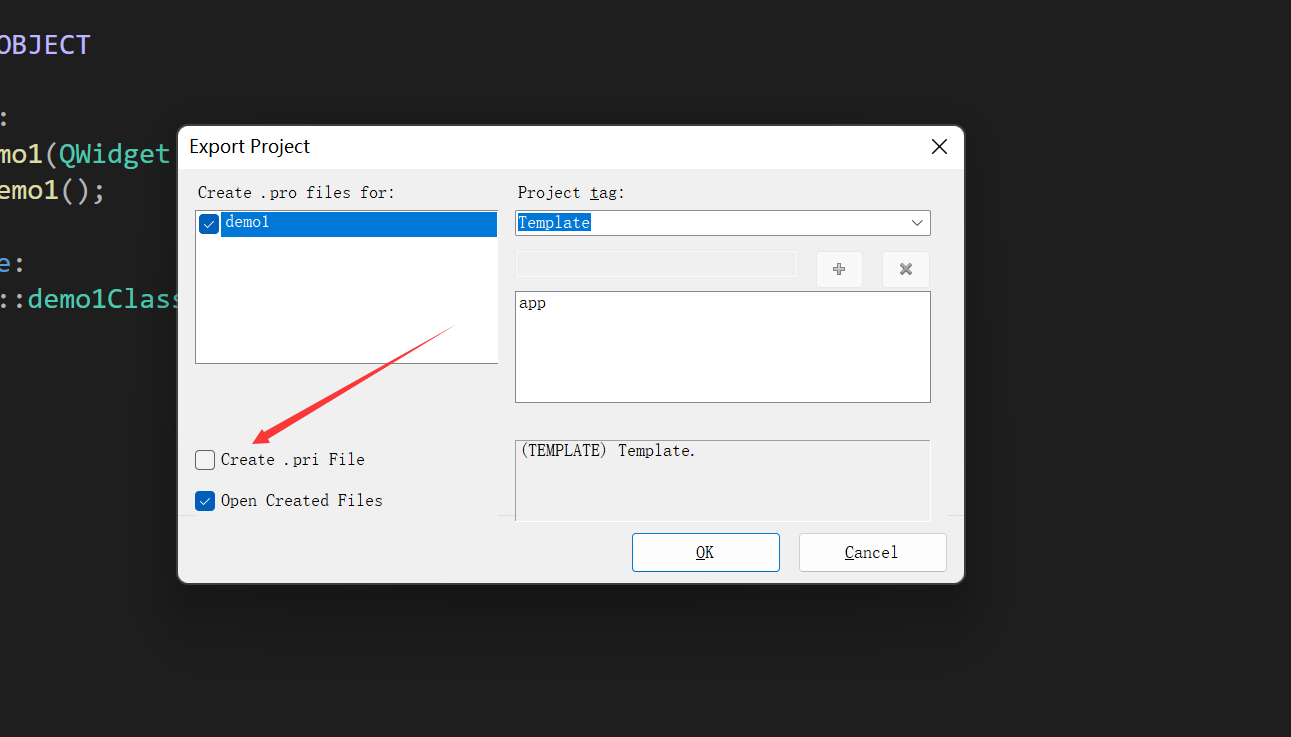 OBJECT
:
mo1(QWidget
emo1();
e:
::demo1Class
Export Project
Create .pro files for:
demo1
Project tag:
Template
app
Create .pri File
Open Created Files
(TEMPLATE) Template.
OK
Cancel